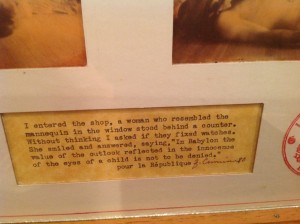 I entered the shop, a woman who resembled the
mannequin in the window stood behind a counter.
Without thinking I asked if they fixed watches.
She smiled and answered, saying,"In Babylon the
value of the outlook reflected in the innocence
of the eyes of a child is not to be denied."
pour la République